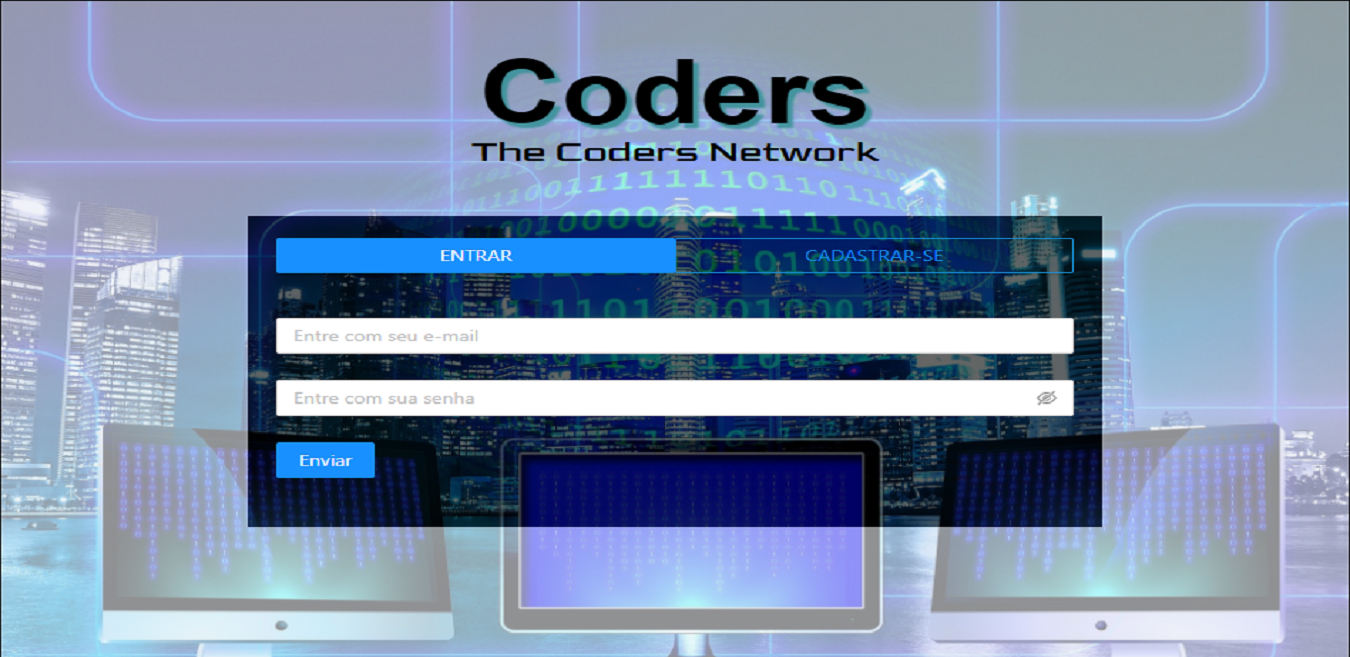 Coders
The Coders Network
ENTRAR CADASTRAR-SE
Entre com seu e-mail
Entre com sua senha
Enviar